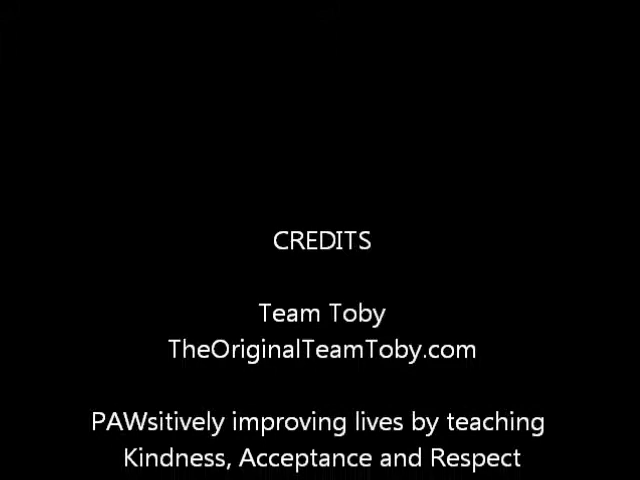 CREDITS
Team Toby
TheOriginalTeamToby.com
PAWsitively improving lives by teaching
Kindness, Acceptance and Respect